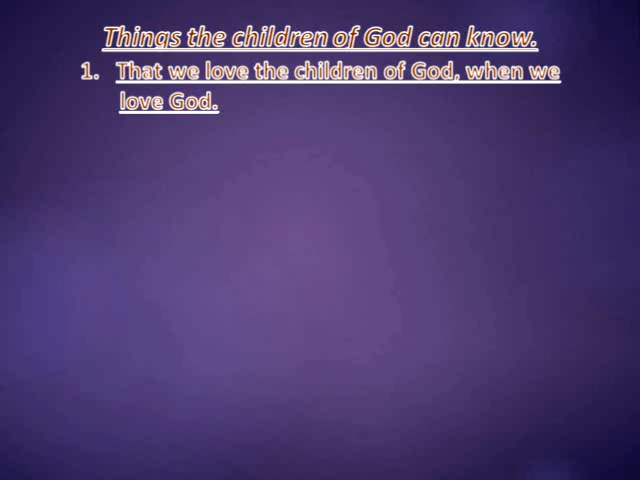 Things the children of God can know.
1. That we love the children of God, when we
love God.